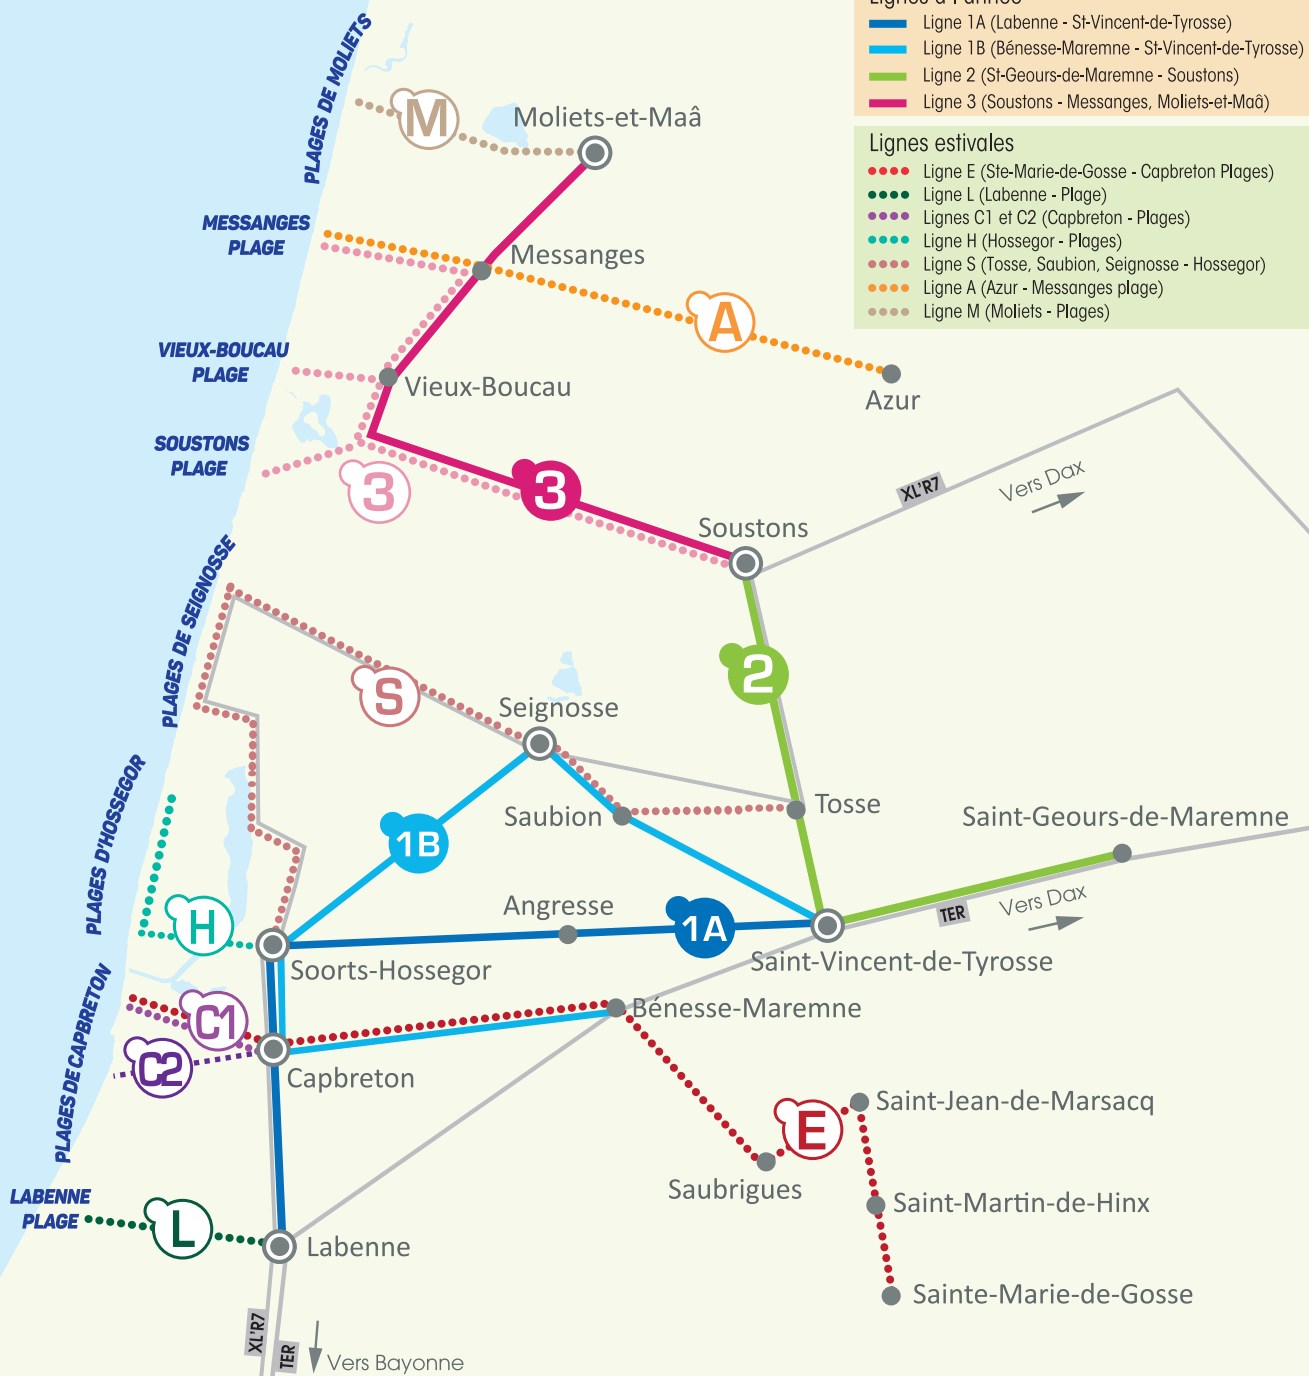 Lignes à l'année
Ligne 1A (Labenne - St-Vincent-de-Tyrosse)
Ligne 1B (Bénesse-Maremne - St-Vincent-de-Tyrosse)
Ligne 2 (St-Geours-de-Maremne - Soustons)
Ligne 3 (Soustons - Messanges, Moliets-et-Maâ)
Lignes estivales
Ligne E (Ste-Marie-de-Gosse - Capbreton Plages)
Ligne L (Labenne - Plage)
Lignes C1 et C2 (Capbreton - Plages)
Ligne H (Hossegor - Plages)
Ligne S (Tosse, Saubion, Seignosse - Hossegor)
Ligne A (Azur - Messanges plage)
Ligne M (Moliets - Plages)
PLAGES DE MOLIETS
M
Moliets-et-Maâ
MESSANGES
PLAGE
Messanges
A
VIEUX-BOUCAU
PLAGE
Vieux-Boucau
Azur
SOUSTONS
PLAGE
3
3
XL'R7
Vers Dax
Soustons
PLAGES DE SEIGNOSSE
S
2
Seignosse
PLAGES D'HOSSEGOR
Saubion
Tosse
Saint-Geours-de-Maremne
1B
H
Angresse
1A
TER
Vers Dax
Soorts-Hossegor
Saint-Vincent-de-Tyrosse
PLAGES DE CAPBRETON
C1
Bénesse-Maremne
C2
Capbreton
Saint-Jean-de-Marsacq
E
Saubrigues
Saint-Martin-de-Hinx
LABENNE
PLAGE
L
Labenne
Sainte-Marie-de-Gosse
XL'R7
TER
Vers Bayonne